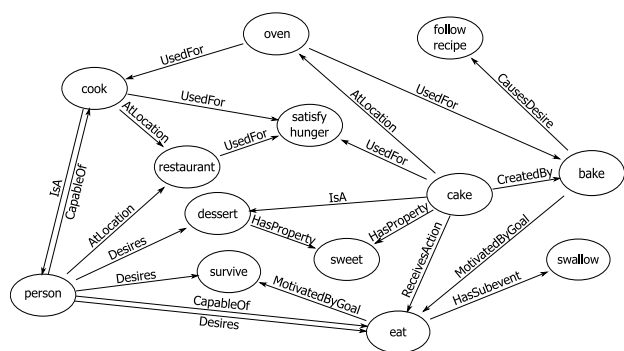 oven
follow
recipe
UsedFor
cook
UsedFor
AtLocation
UsedFor
CausesDesire
AtLocation
satisfy
hunger
UsedFor
UsedFor
restaurant
IsA
CapableOf
cake
CreatedBy
bake
IsA
AtLocation
dessert
HasProperty
HasProperty
Desires
sweet
ReceivesAction
MotivatedByGoal
Desires
survive
MotivatedByGoal
swallow
person
CapableOf
Desires
HasSubevent
eat